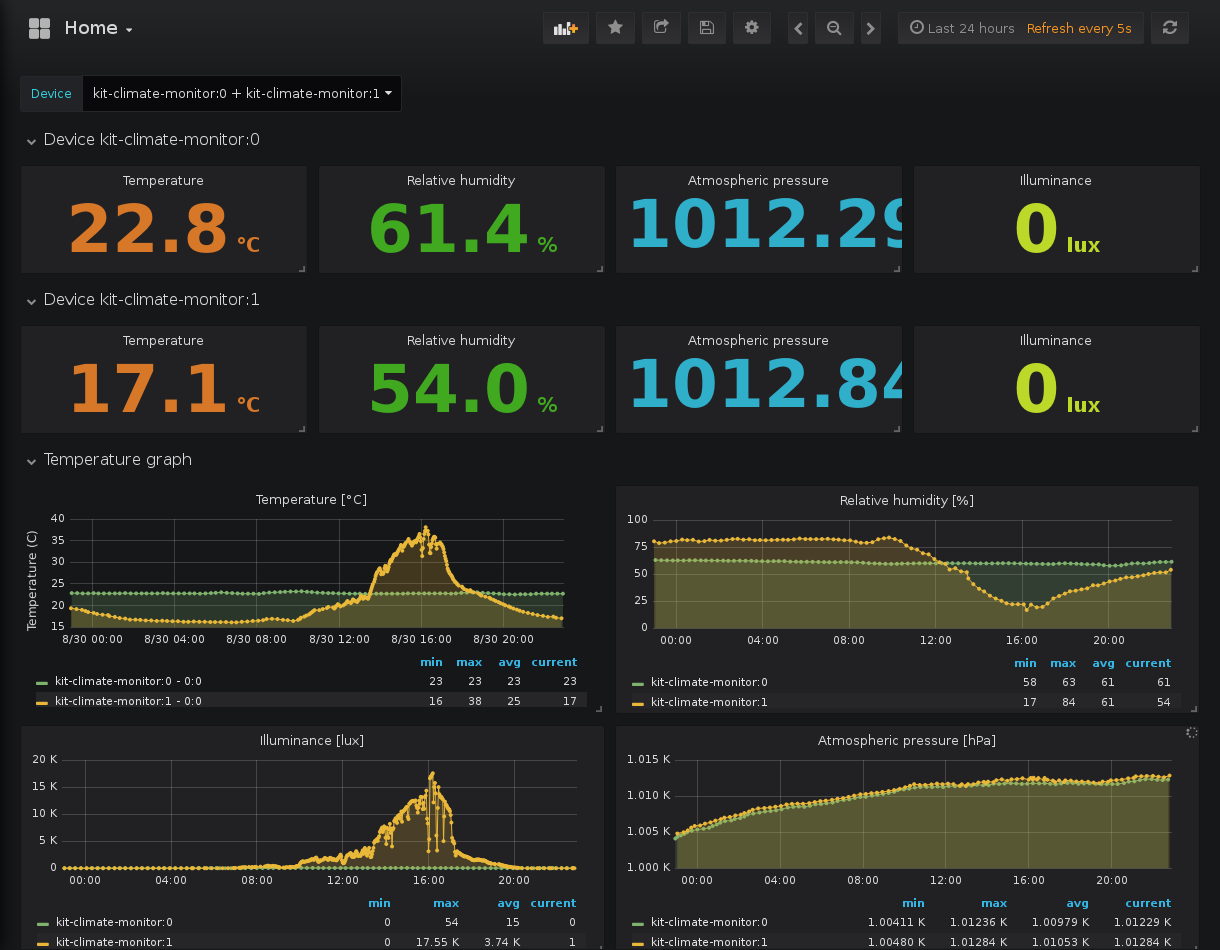 Home
Last 24 hours Refresh every 5s
Device kit-climate-monitor:0 + kit-climate-monitor:1
Device kit-climate-monitor:0
Temperature Relative humidity Atmospheric pressure Illuminance
22.8 °C 61.4 % 1012.29 0 lux
Device kit-climate-monitor:1
Temperature Relative humidity Atmospheric pressure Illuminance
17.1 °C 54.0 % 1012.84 0 lux
Temperature graph
Temperature [°C]
Temperature (C)
40
35
30
25
20
15
8/30 00:00 8/30 04:00 8/30 08:00 8/30 12:00 8/30 16:00 8/30 20:00
min max avg current
kit-climate-monitor:0 - 0:0 23 23 23 23
kit-climate-monitor:1 - 0:0 16 38 25 17
Relative humidity [%]
100
75
50
25
0
00:00 04:00 08:00 12:00 16:00 20:00
min max avg current
kit-climate-monitor:0 58 63 61 61
kit-climate-monitor:1 17 84 61 54
Illuminance [lux]
20 K
15 K
10 K
5 K
0
00:00 04:00 08:00 12:00 16:00 20:00
min max avg current
kit-climate-monitor:0 0 54 15 0
kit-climate-monitor:1 0 17.55 K 3.74 K 1
Atmospheric pressure [hPa]
1.015 K
1.010 K
1.005 K
1.000 K
00:00 04:00 08:00 12:00 16:00 20:00
min max avg current
kit-climate-monitor:0 1.00411 K 1.01236 K 1.00979 K 1.01229 K
kit-climate-monitor:1 1.00480 K 1.01284 K 1.01053 K 1.01284 K